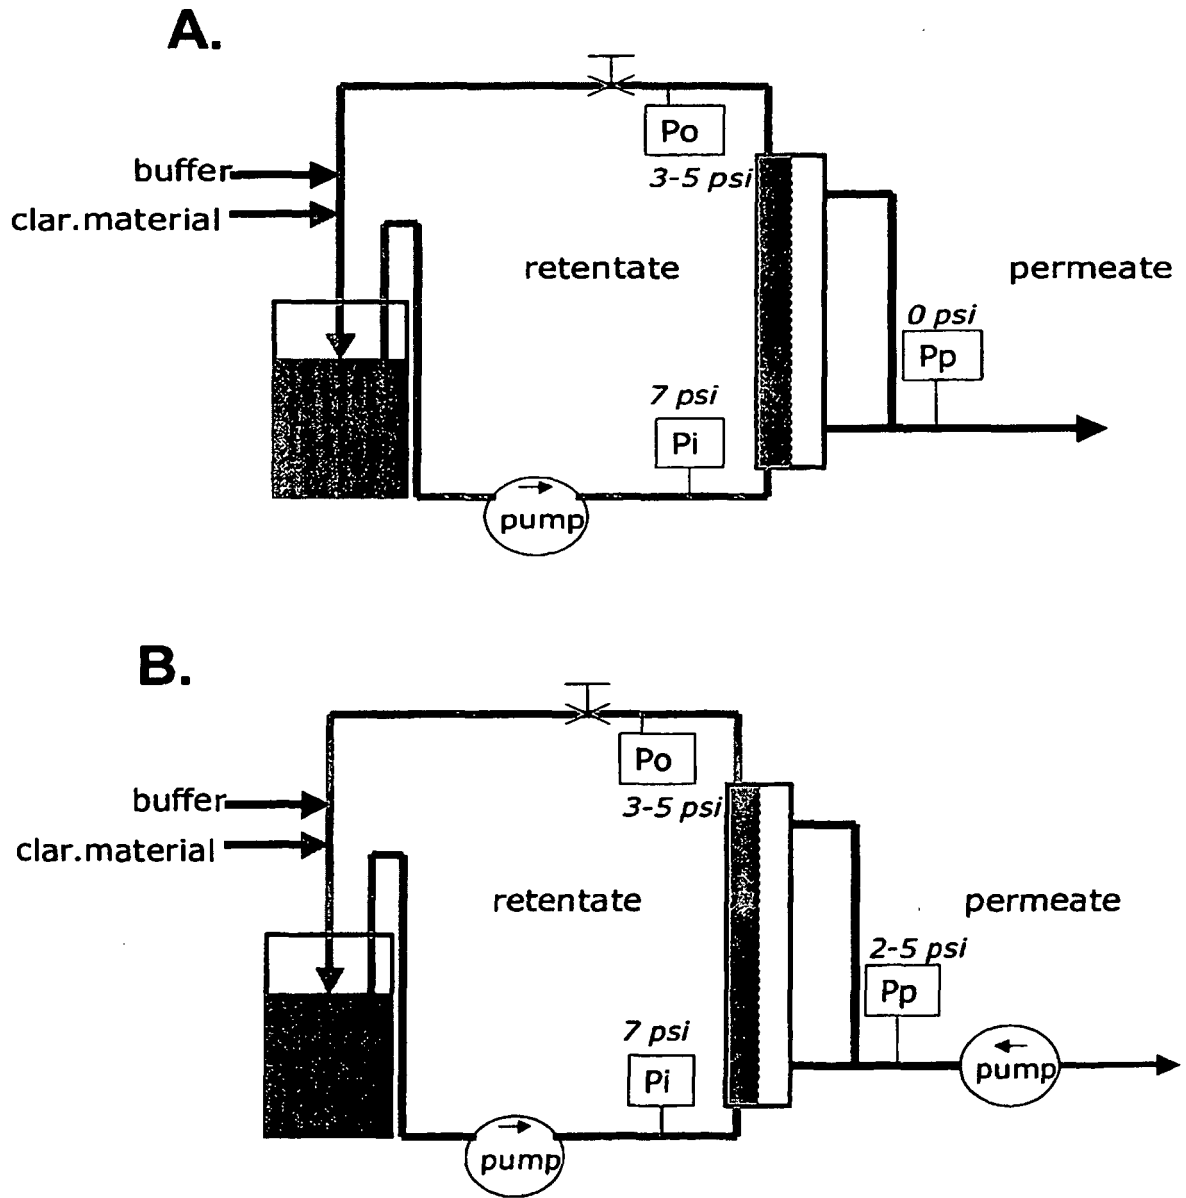 A.
Po
buffer
3-5 psi
clar.material
retentate
permeate
0 psi
Pp
7 psi
Pi
pump
B.
Po
buffer
3-5 psi
clar.material
retentate
permeate
2-5 psi
Pp
7 psi
Pi
pump
pump